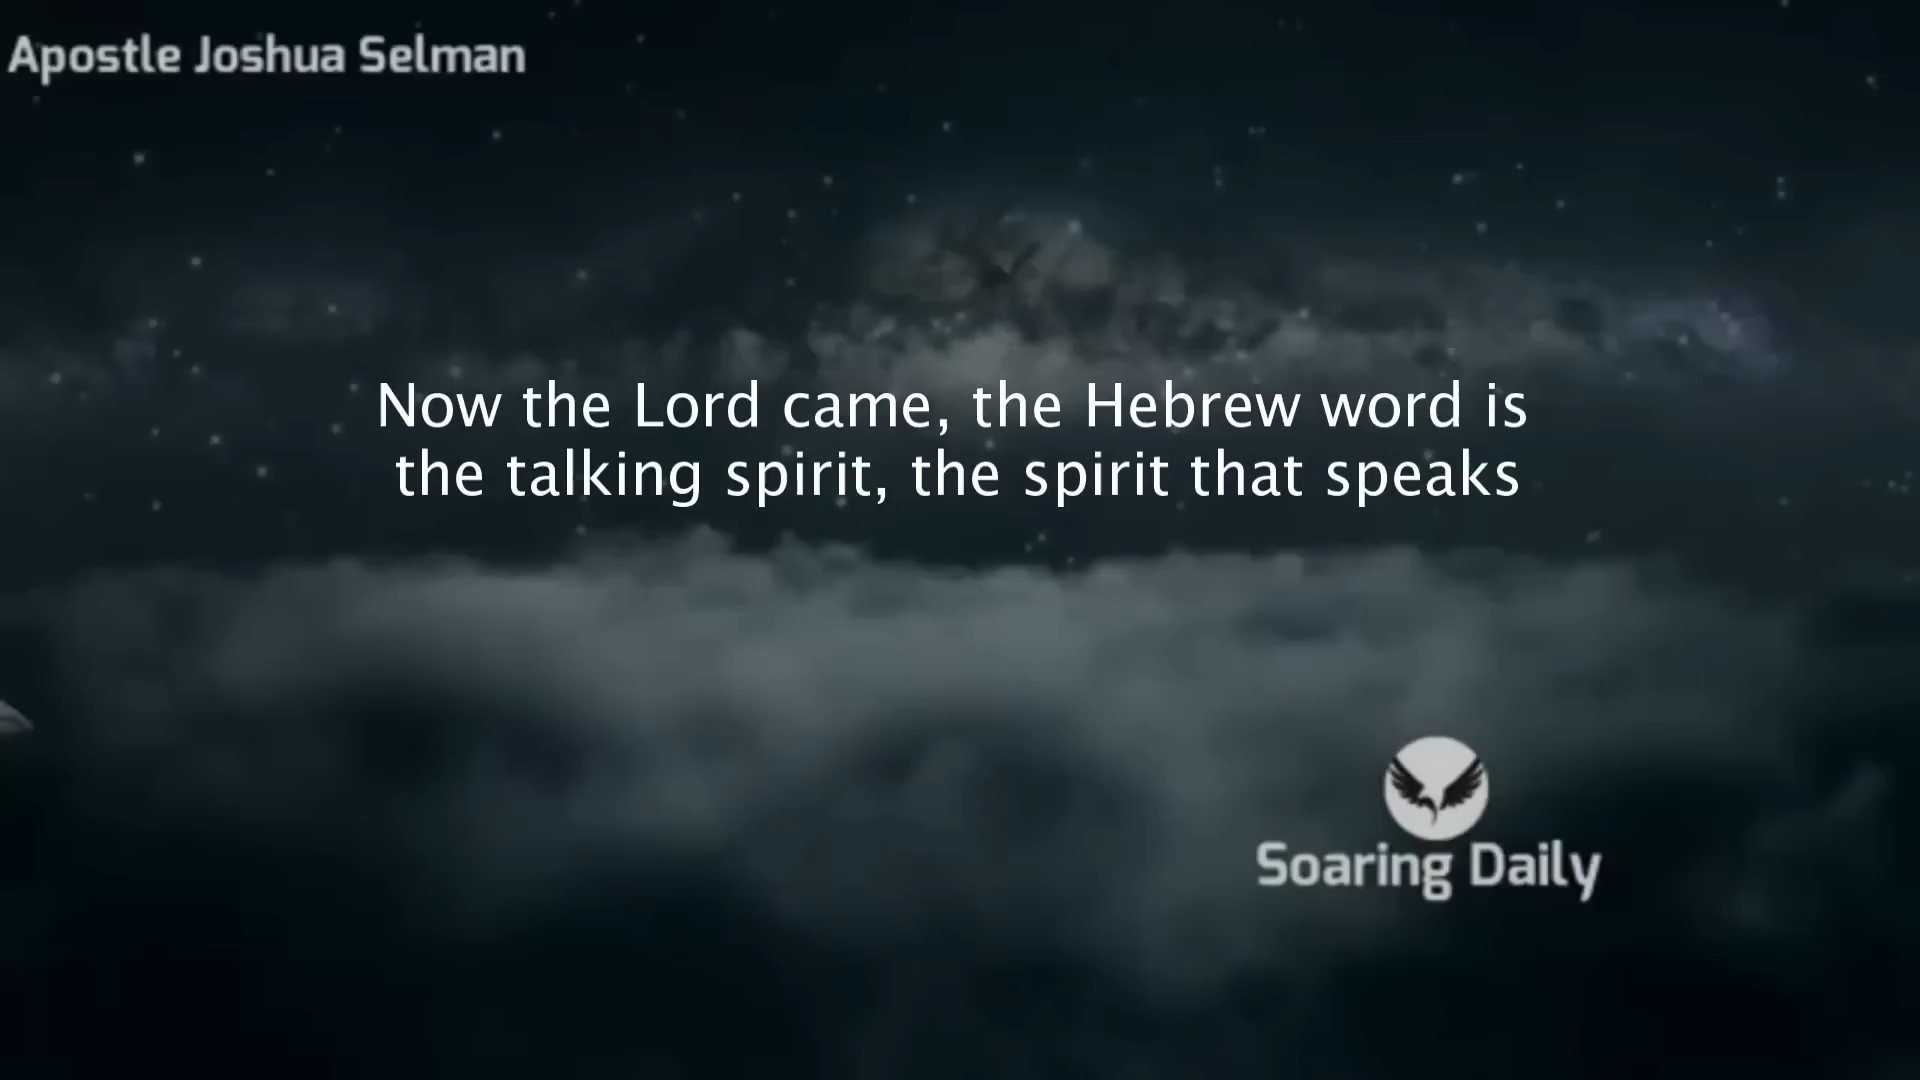 Apostle Joshua Selman
Now the Lord came, the Hebrew word is
the talking spirit, the spirit that speaks
Soaring Daily